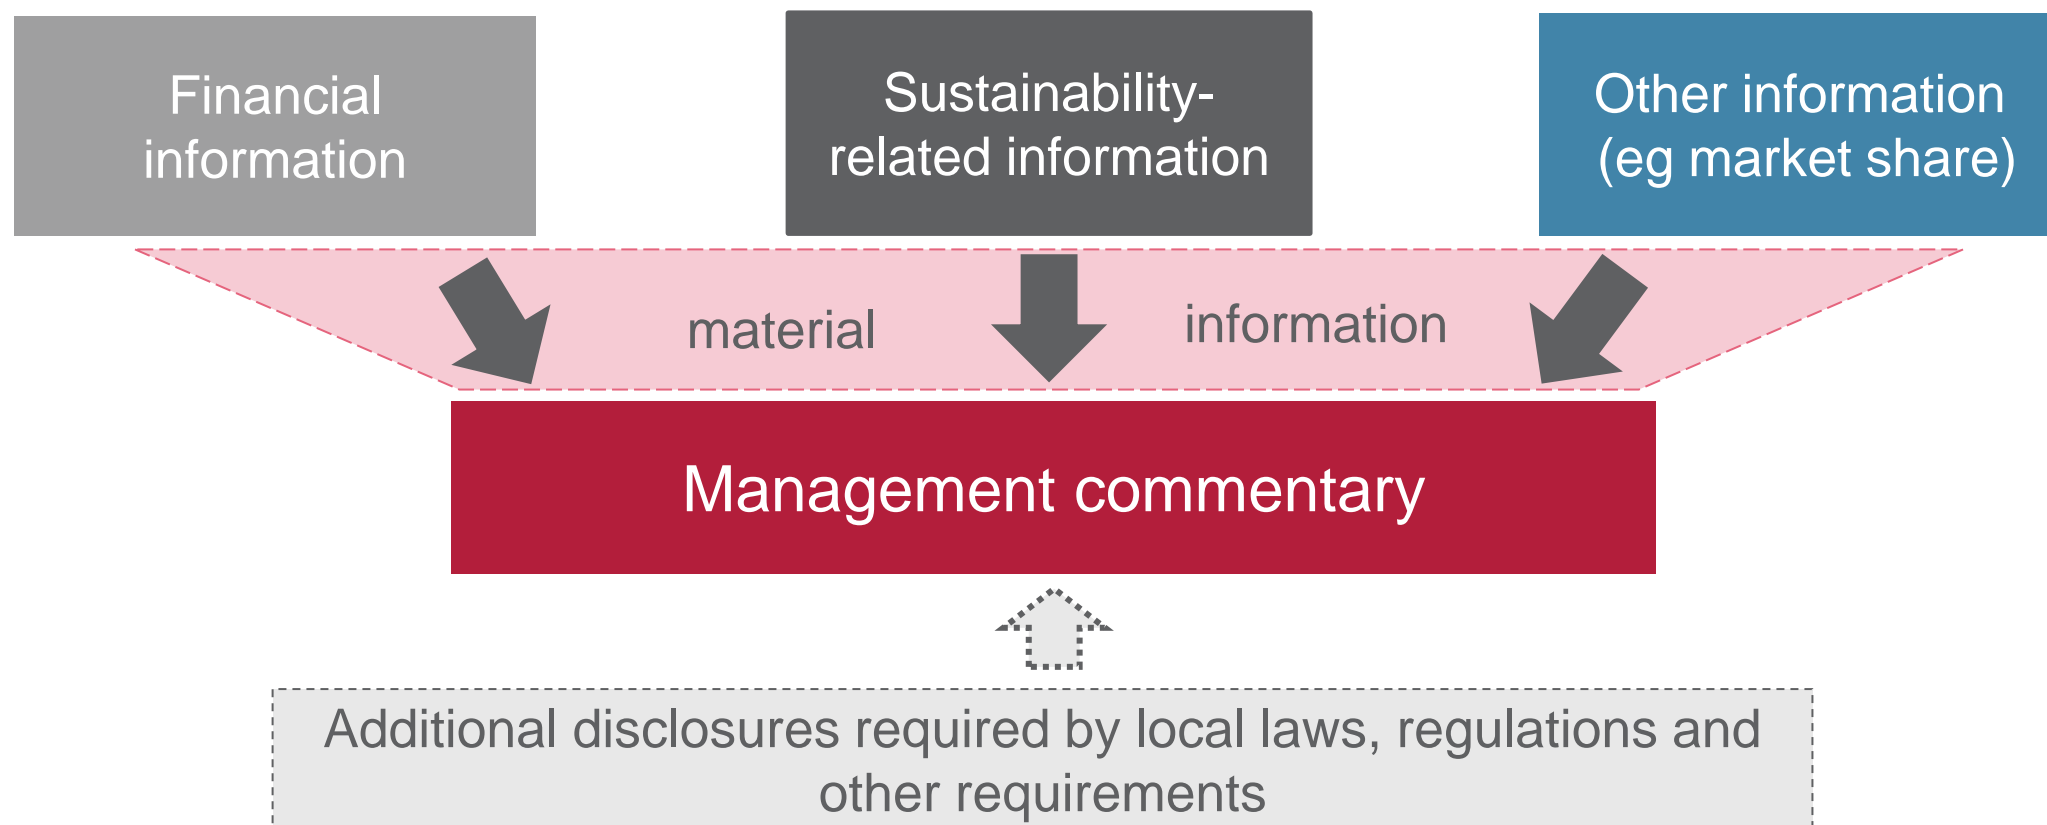 Financial
information
Sustainability-
related information
Other information
(eg market share)
material
information
Management commentary
Additional disclosures required by local laws, regulations and
other requirements